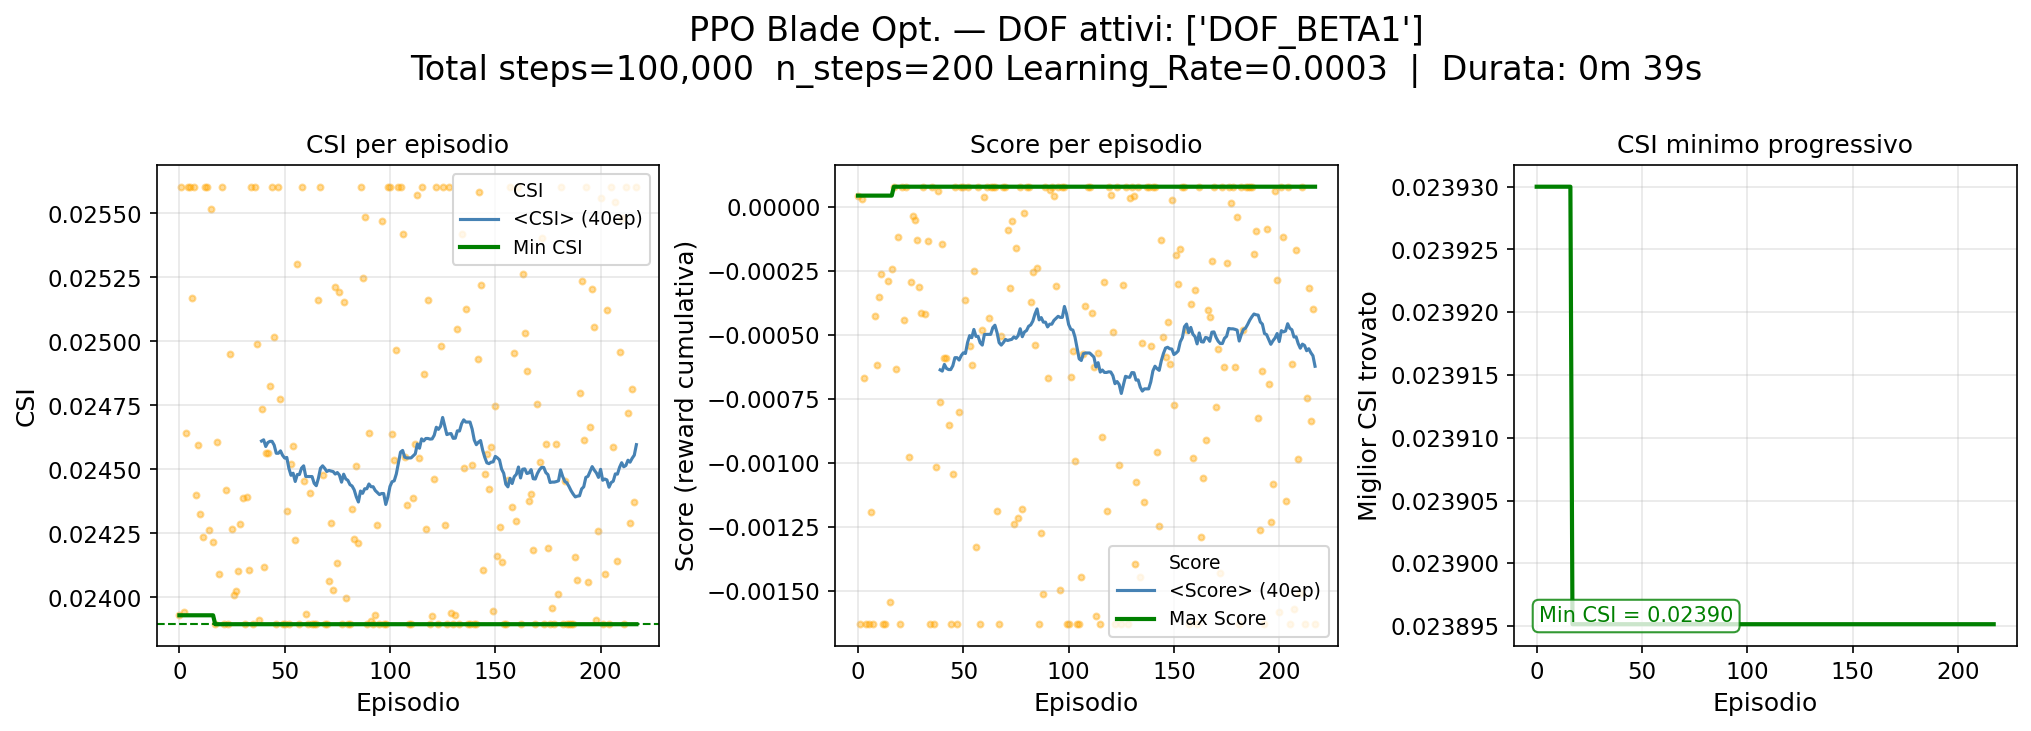 PPO Blade Opt. — DOF attivi: ['DOF_BETA1']
Total steps=100,000  n_steps=200 Learning_Rate=0.0003  |  Durata: 0m 39s
CSI per episodio
CSI
0.02550
0.02525
0.02500
0.02475
0.02450
0.02425
0.02400
CSI
<CSI> (40ep)
Min CSI
0
50
100
150
200
Episodio
Score per episodio
Score (reward cumulativa)
0.00000
−0.00025
−0.00050
−0.00075
−0.00100
−0.00125
−0.00150
Score
<Score> (40ep)
Max Score
0
50
100
150
200
Episodio
CSI minimo progressivo
Miglior CSI trovato
0.023930
0.023925
0.023920
0.023915
0.023910
0.023905
0.023900
0.023895
Min CSI = 0.02390
0
50
100
150
200
Episodio